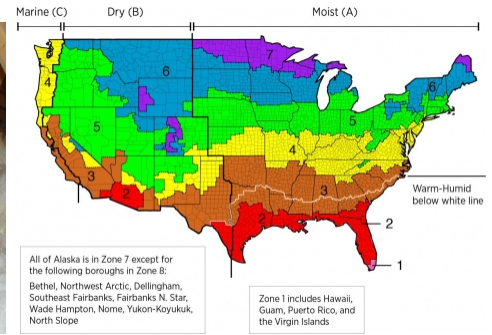 Marine (C)
Dry (B)
Moist (A)
7
6
6
4
5
5
4
3
3
2
2
Warm-Humid
below white line
2
1
All of Alaska is in Zone 7 except for
the following boroughs in Zone 8:
Bethel, Northwest Arctic, Dellingham,
Southeast Fairbanks, Fairbanks N. Star,
Wade Hampton, Nome, Yukon-Koyukuk,
North Slope
Zone 1 includes Hawaii,
Guam, Puerto Rico, and
the Virgin Islands